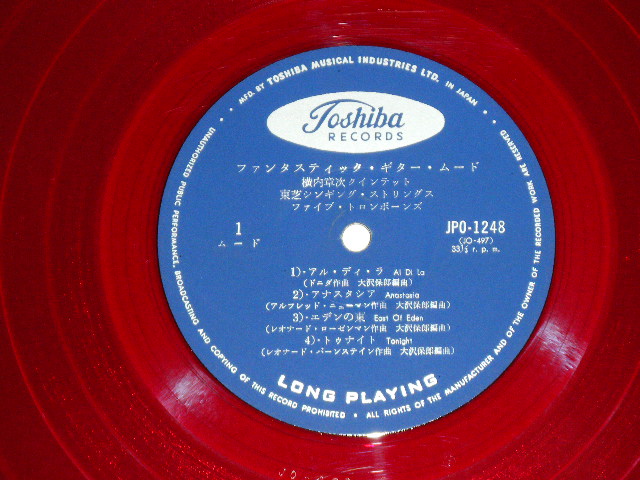 MFD. BY TOSHIBA MUSICAL INDUSTRIES LTD. IN JAPAN
Toshiba
RECORDS
ファンタスティック・ギター・ムード
横内章次クインテット
東芝シンギング・ストリングス
ファイブ・トロンボーンズ
1
ムード
JPO-1248
(JO-497)
33⅓ r. p. m.
1)・アル・ディ・ラ Al Di La
(ドニダ作曲 大沢保郎編曲)
2)・アナスタシア Anastasia
(アルフレッド・ニューマン作曲 大沢保郎編曲)
3)・エデンの東 East Of Eden
(レオナード・ローゼンマン作曲 大沢保郎編曲)
4)・トゥナイト Tonight
(レオナード・バーンステイン作曲 大沢保郎編曲)
LONG PLAYING
UNAUTHORIZED PUBLIC PERFORMANCE, BROADCASTING AND COPYING OF THIS RECORD PROHIBITED • ALL RIGHTS OF THE MANUFACTURER AND OF THE OWNER OF THE RECORDED WORK ARE RESERVED